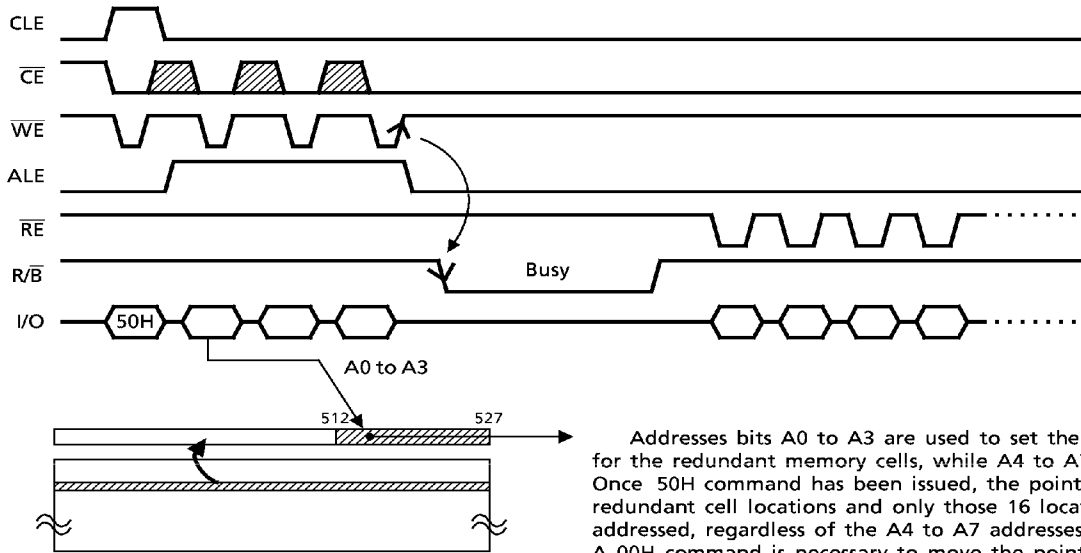 CLE
CE
WE
ALE
RE
R/B Busy
I/O 50H
A0 to A3
512 527
Addresses bits A0 to A3 are used to set the
for the redundant memory cells, while A4 to
Once 50H command has been issued, the
redundant cell locations and only those 16
addressed, regardless of the A4 to A7 addresses
A 00H command is necessary to move the